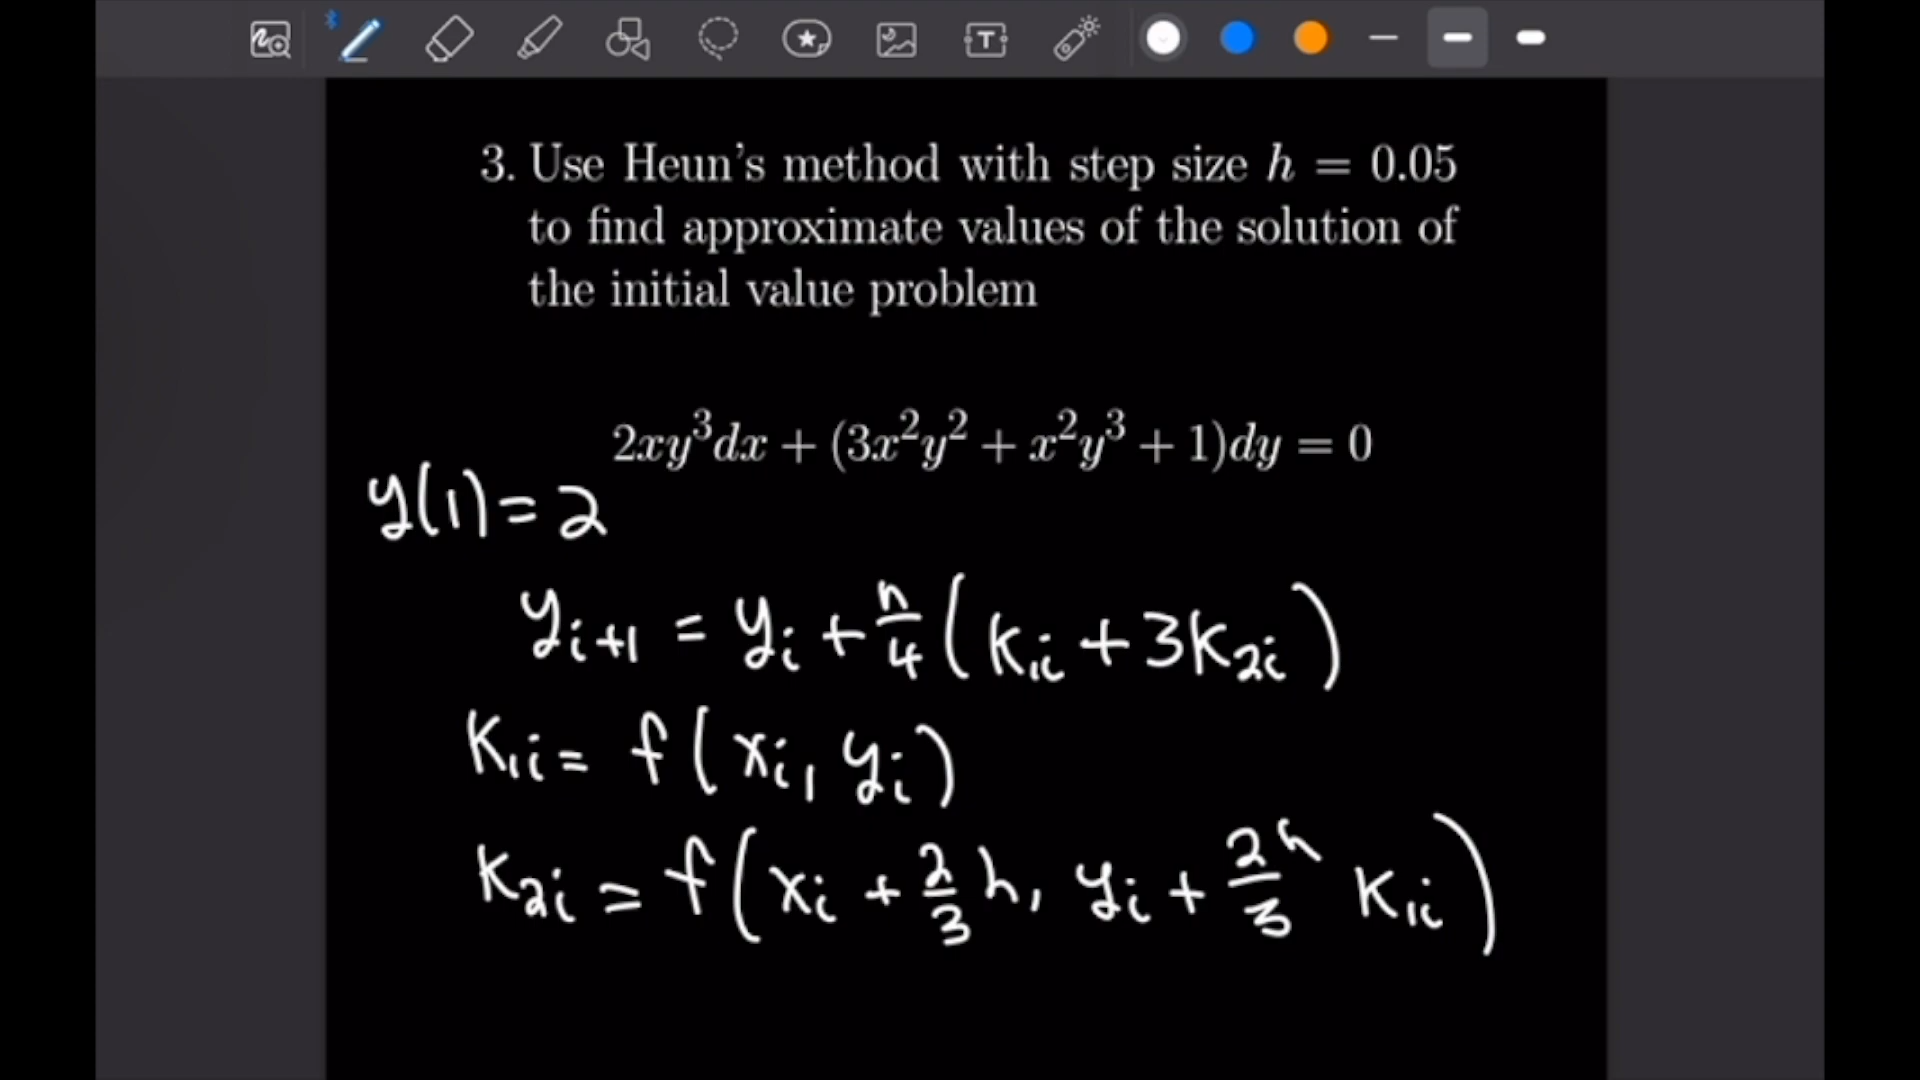 3. Use Heun's method with step size h = 0.05
to find approximate values of the solution of
the initial value problem
2xy³dx + (3x²y² + x²y³ + 1)dy = 0
y(1) = 2
yᵢ₊₁ = yᵢ + h/4 (k₁ᵢ + 3k₂ᵢ)
k₁ᵢ = f(xᵢ, yᵢ)
k₂ᵢ = f(xᵢ + 2/3 h, yᵢ + 2h/3 k₁ᵢ)